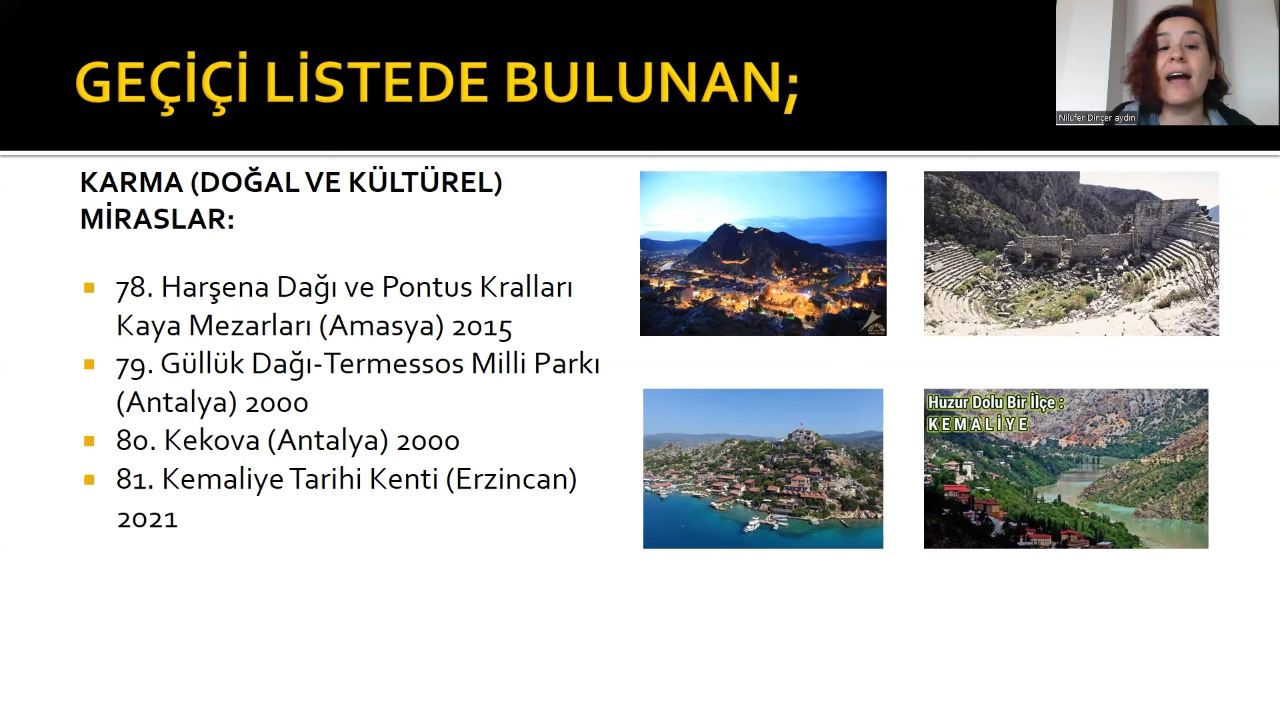 GEÇİÇİ LİSTEDE BULUNAN;
Nilüfer Dinçer aydın
KARMA (DOĞAL VE KÜLTÜREL)
MİRASLAR:
78. Harşena Dağı ve Pontus Kralları
Kaya Mezarları (Amasya) 2015
79. Güllük Dağı-Termessos Milli Parkı
(Antalya) 2000
80. Kekova (Antalya) 2000
81. Kemaliye Tarihi Kenti (Erzincan)
2021
Huzur Dolu Bir İlçe :
KEMALİYE